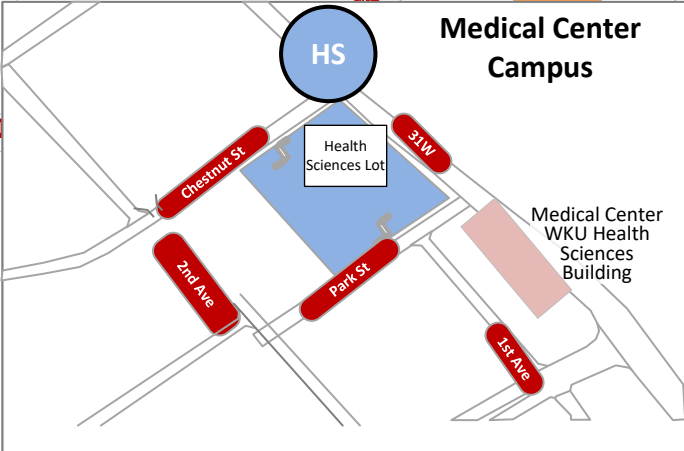 Medical Center
Campus
HS
Health
Sciences Lot
31W
Chestnut St
Medical Center
WKU Health
Sciences
Building
2nd Ave
Park St
1st Ave